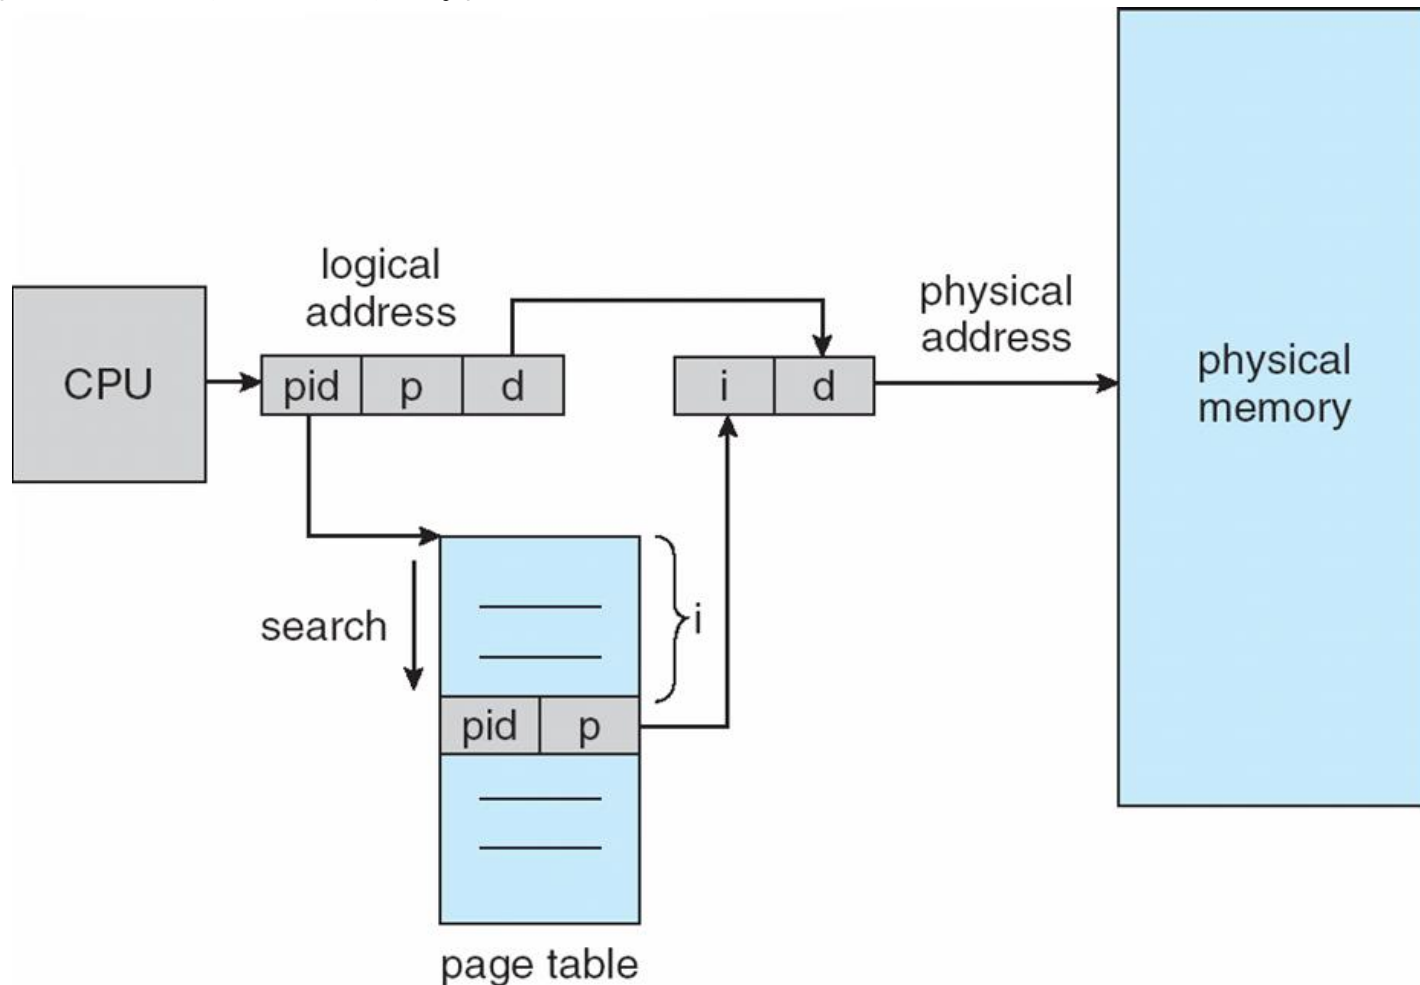 logical
address
physical
address
CPU
pid
p
d
i
d
physical
memory
search
i
pid
p
page table